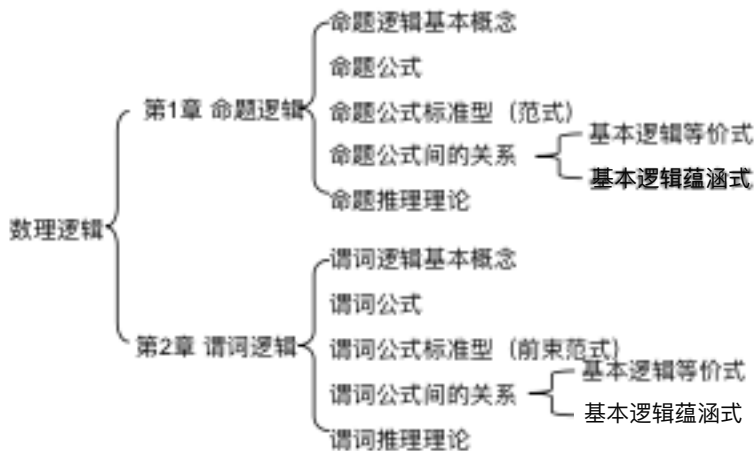 数理逻辑
第1章 命题逻辑
命题逻辑基本概念
命题公式
命题公式标准型（范式）
命题公式间的关系
基本逻辑等价式
基本逻辑蕴涵式
命题推理理论
第2章 谓词逻辑
谓词逻辑基本概念
谓词公式
谓词公式标准型（前束范式）
谓词公式间的关系
基本逻辑等价式
基本逻辑蕴涵式
谓词推理理论